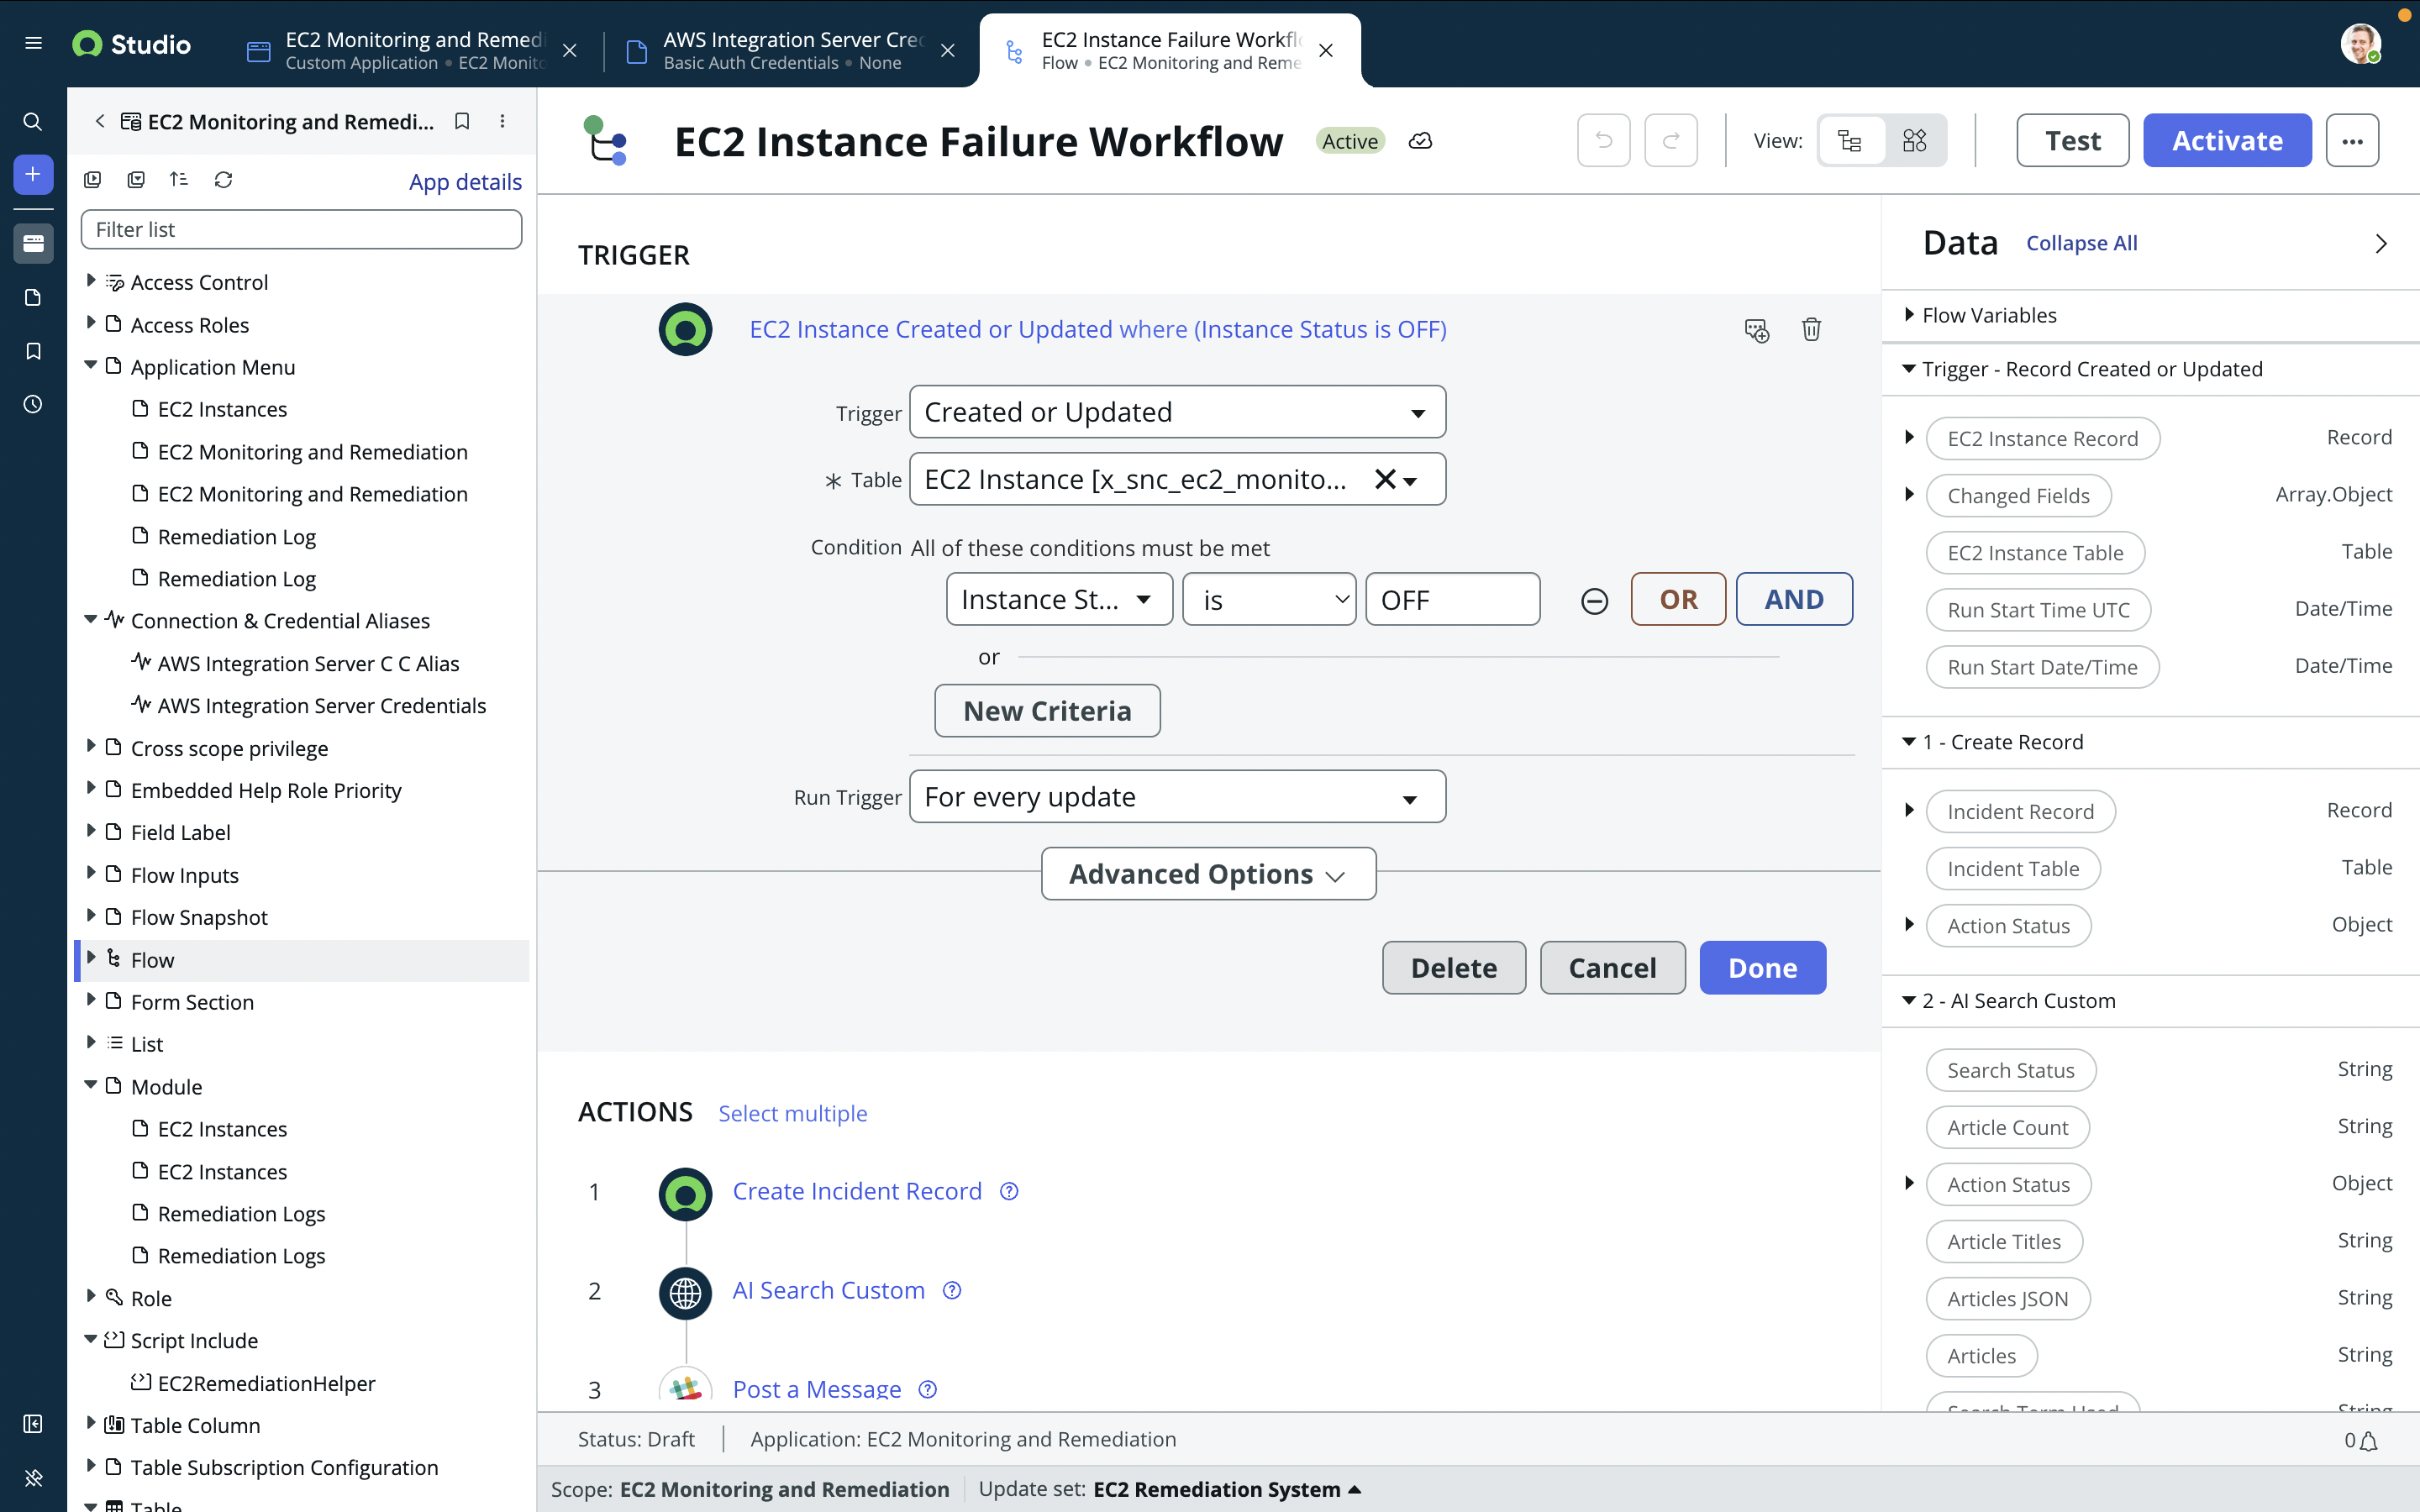 Studio
EC2 Monitoring and Remedi
Custom Application • EC2 Monito
AWS Integration Server Cre
Basic Auth Credentials • None
EC2 Instance Failure Workfl
Flow • EC2 Monitoring and Reme
EC2 Monitoring and Remedi...
App details
Filter list
Access Control
Access Roles
Application Menu
EC2 Instances
EC2 Monitoring and Remediation
EC2 Monitoring and Remediation
Remediation Log
Remediation Log
Connection & Credential Aliases
AWS Integration Server C C Alias
AWS Integration Server Credentials
Cross scope privilege
Embedded Help Role Priority
Field Label
Flow Inputs
Flow Snapshot
Flow
Form Section
List
Module
EC2 Instances
EC2 Instances
Remediation Logs
Remediation Logs
Role
Script Include
EC2RemediationHelper
Table Column
Table Subscription Configuration
Table
EC2 Instance Failure Workflow
Active
View:
Test
Activate
TRIGGER
EC2 Instance Created or Updated where (Instance Status is OFF)
Trigger
Created or Updated
* Table
EC2 Instance [x_snc_ec2_monito...
Condition
All of these conditions must be met
Instance St...
is
OFF
OR
AND
or
New Criteria
Run Trigger
For every update
Advanced Options
Delete
Cancel
Done
ACTIONS
Select multiple
1
Create Incident Record
2
AI Search Custom
3
Post a Message
Data
Collapse All
Flow Variables
Trigger - Record Created or Updated
EC2 Instance Record
Record
Changed Fields
Array.Object
EC2 Instance Table
Table
Run Start Time UTC
Date/Time
Run Start Date/Time
Date/Time
1 - Create Record
Incident Record
Record
Incident Table
Table
Action Status
Object
2 - AI Search Custom
Search Status
String
Article Count
String
Action Status
Object
Article Titles
String
Articles JSON
String
Articles
String
Search Term Used
String
Status: Draft
Application: EC2 Monitoring and Remediation
0
Scope: EC2 Monitoring and Remediation
Update set: EC2 Remediation System